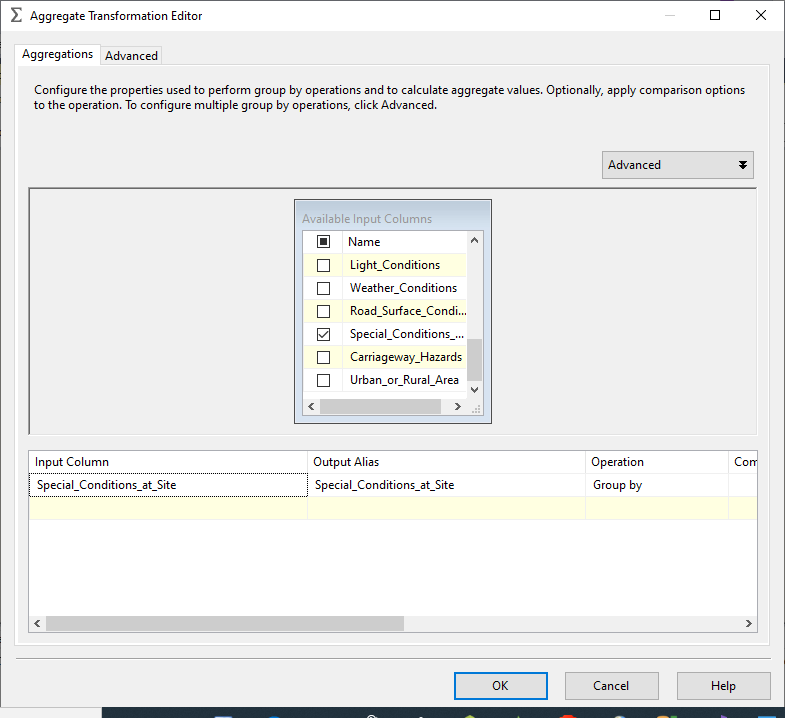 Aggregate Transformation Editor
Aggregations Advanced
Configure the properties used to perform group by operations and to calculate aggregate values. Optionally, apply comparison options
to the operation. To configure multiple group by operations, click Advanced.
Advanced
Available Input Columns
Name
Light_Conditions
Weather_Conditions
Road_Surface_Condi...
Special_Conditions_...
Carriageway_Hazards
Urban_or_Rural_Area
Input Column Output Alias Operation Com
Special_Conditions_at_Site Special_Conditions_at_Site Group by
OK Cancel Help